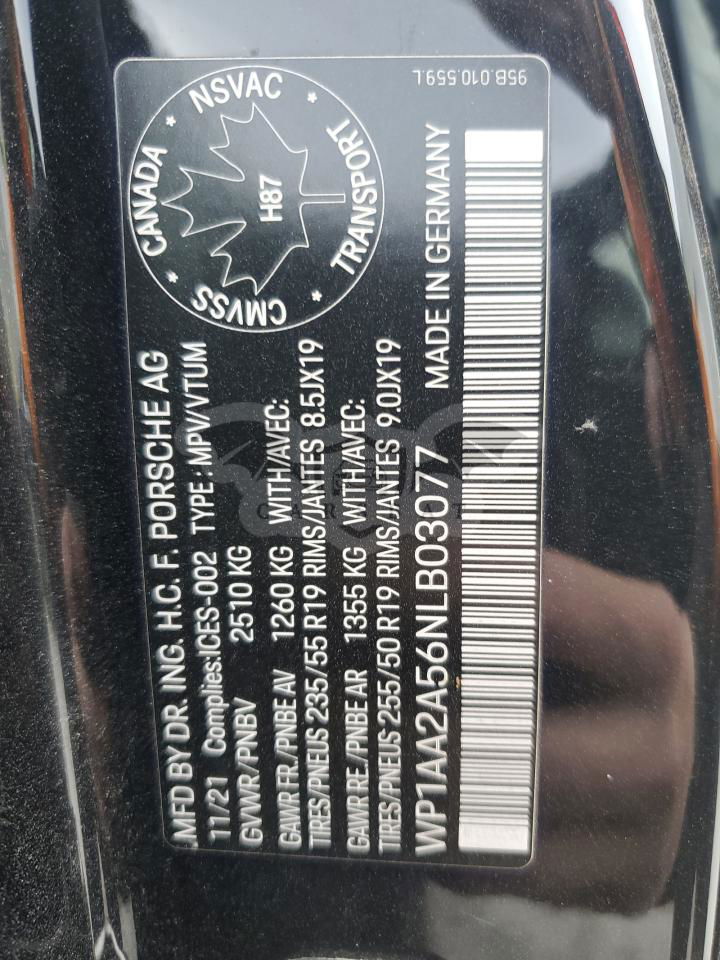 MFD BY DR. ING. H.C. F. PORSCHE AG
11/21 Complies:ICES-002 TYPE: MPV/VTUM
GVWR/PNBV 2510 KG
GAWR FR./PNBE AV 1260 KG WITH/AVEC:
TIRES/PNEUS 235/55 R19 RIMS/JANTES 8.5JX19
GAWR RE./PNBE AR 1355 KG WITH/AVEC:
TIRES/PNEUS 255/50 R19 RIMS/JANTES 9.0JX19
WP1AA2A56NLB03077 MADE IN GERMANY
CANADA * NSVAC
H87
CMVSS * TRANSPORT *
95B.010.559.L